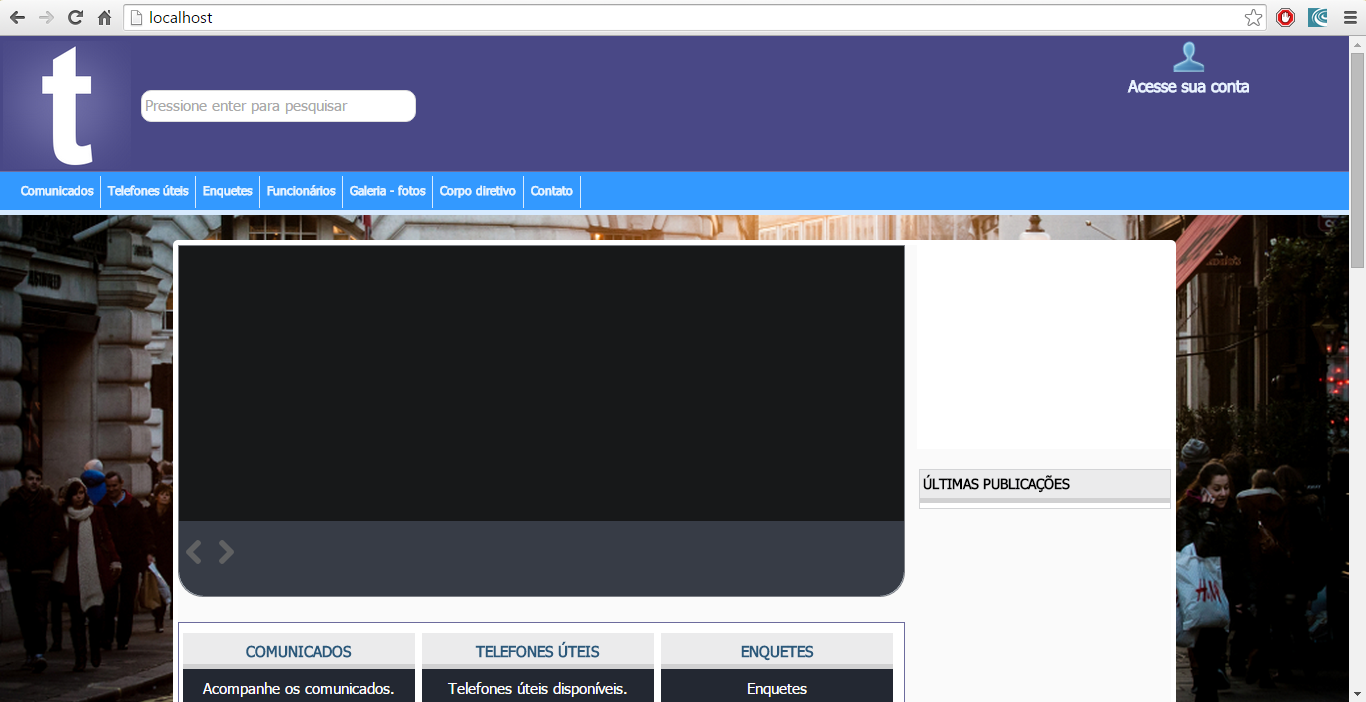 localhost
t
Pressione enter para pesquisar
Acesse sua conta
Comunicados
Telefones úteis
Enquetes
Funcionários
Galeria - fotos
Corpo diretivo
Contato
ÚLTIMAS PUBLICAÇÕES
H&M
COMUNICADOS
TELEFONES ÚTEIS
ENQUETES
Acompanhe os comunicados.
Telefones úteis disponíveis.
Enquetes